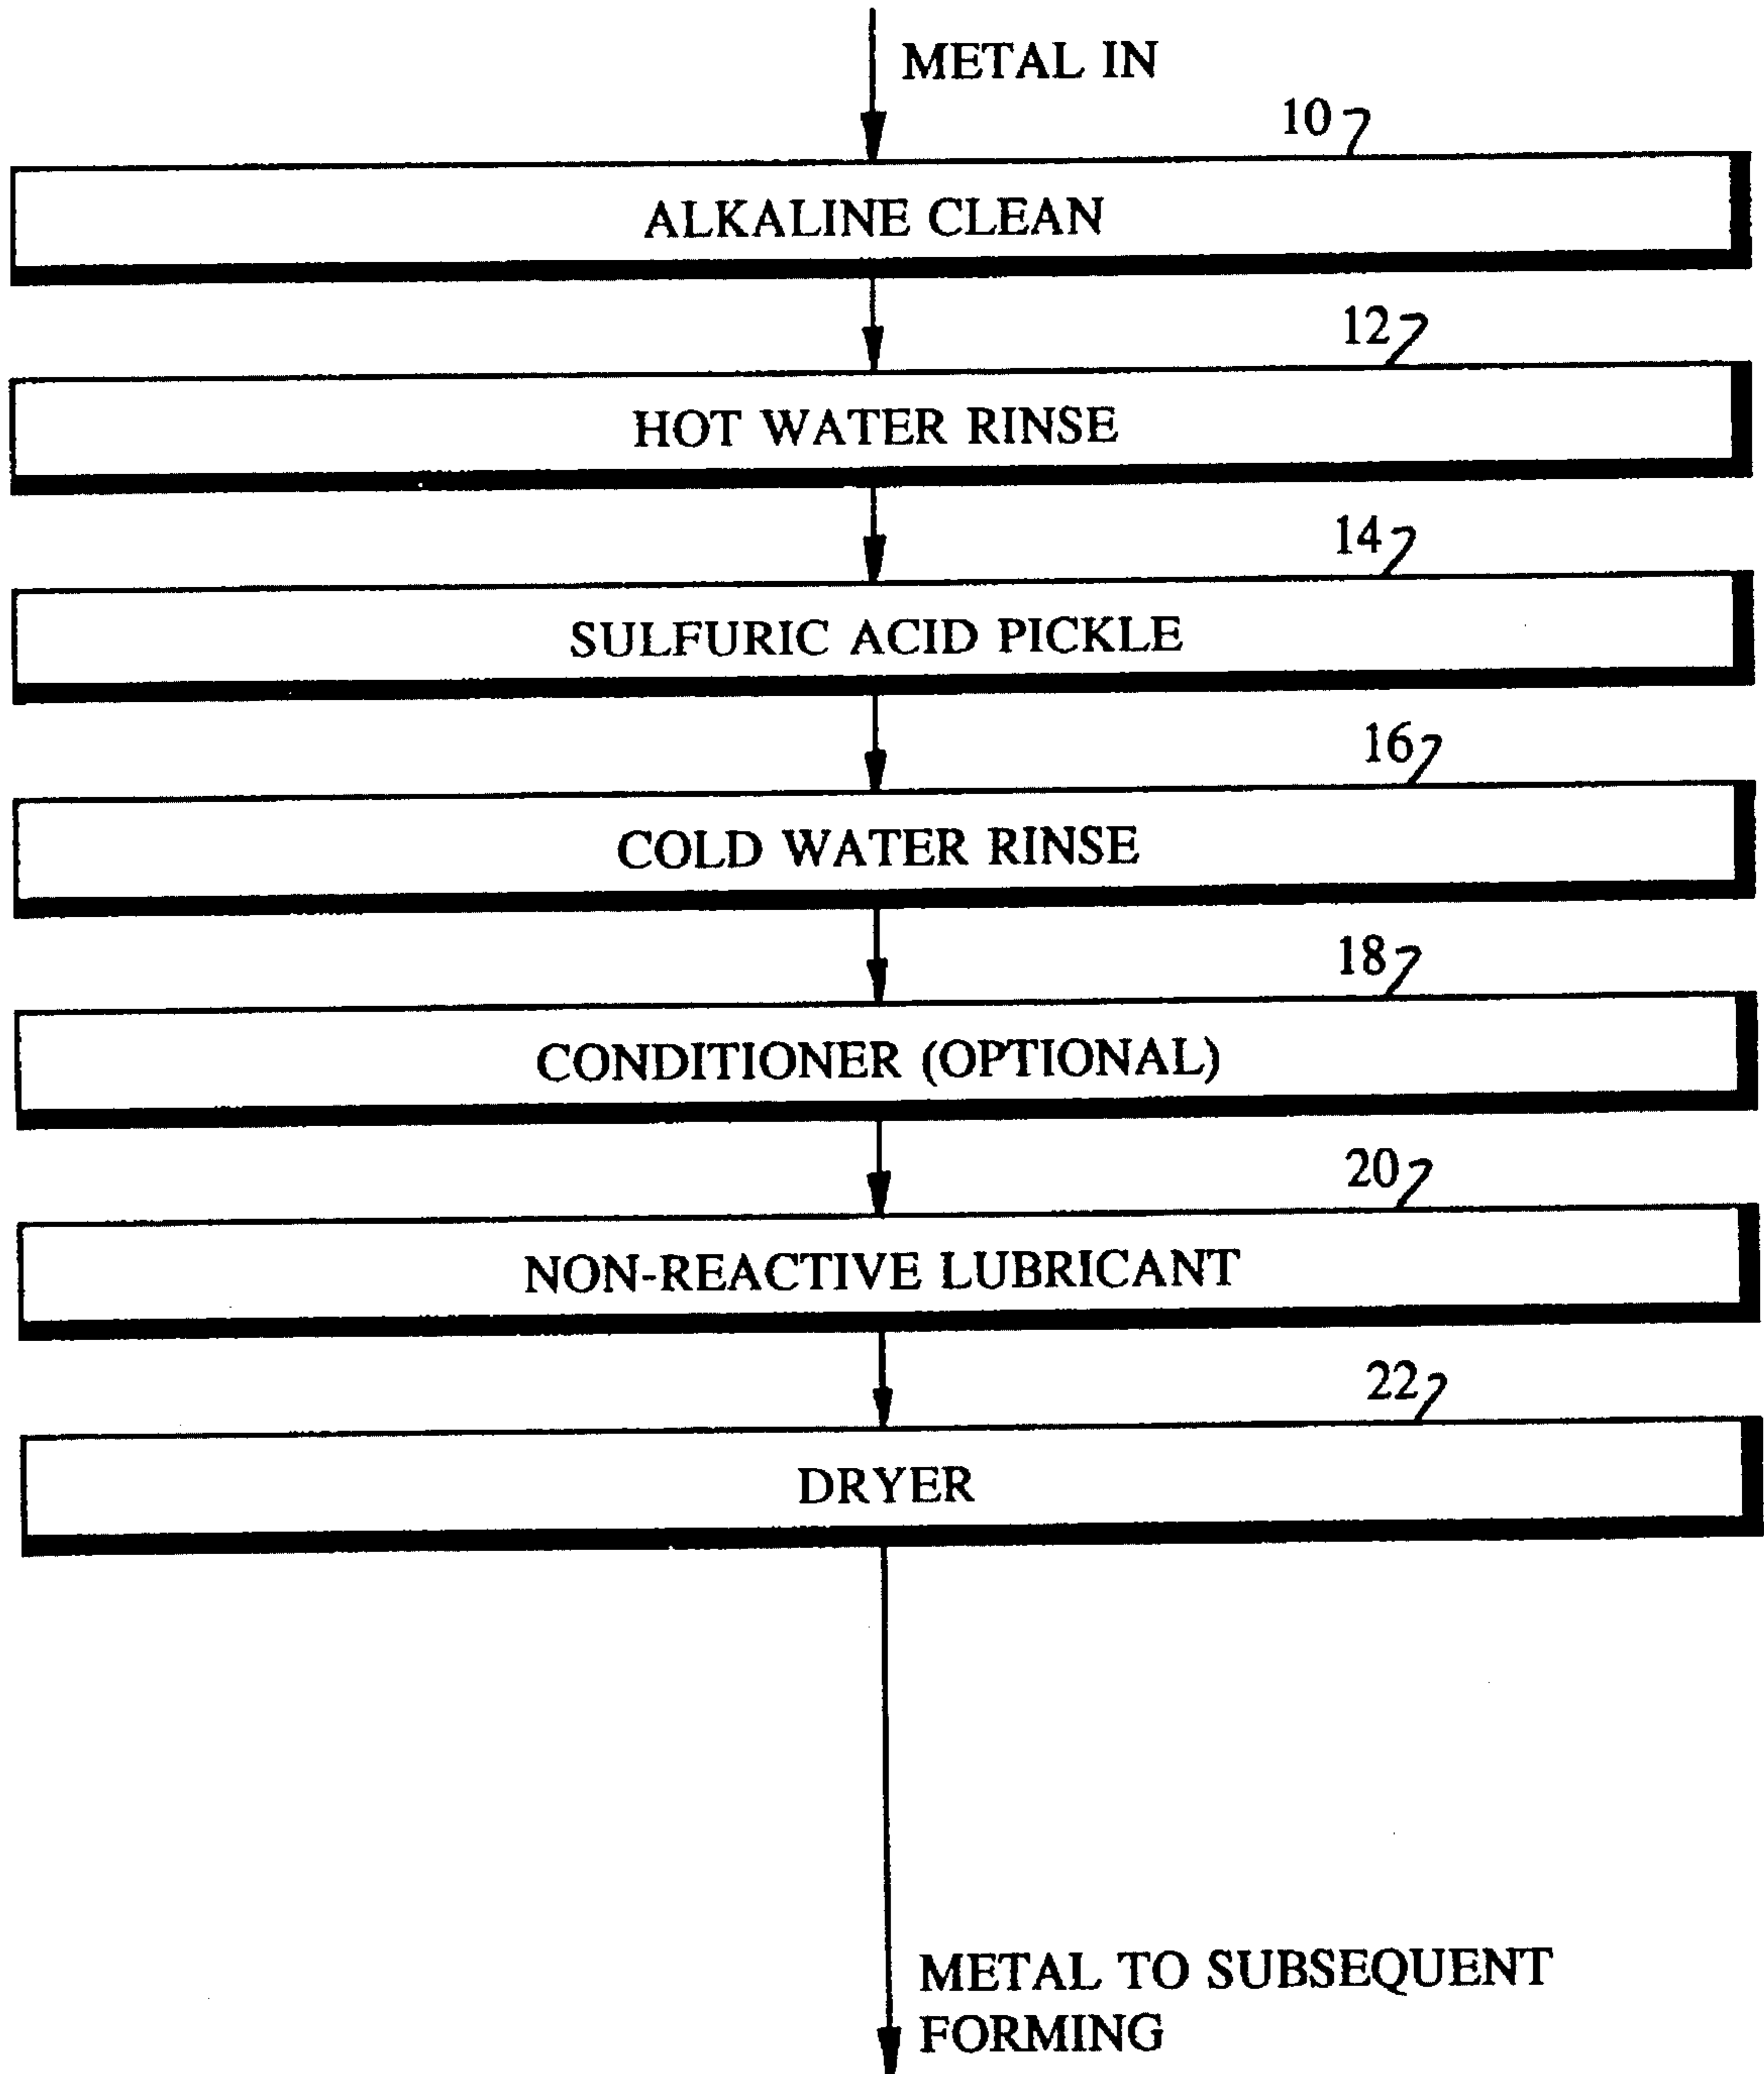 METAL IN
10
ALKALINE CLEAN
12
HOT WATER RINSE
14
SULFURIC ACID PICKLE
16
COLD WATER RINSE
18
CONDITIONER (OPTIONAL)
20
NON-REACTIVE LUBRICANT
22
DRYER
METAL TO SUBSEQUENT
FORMING